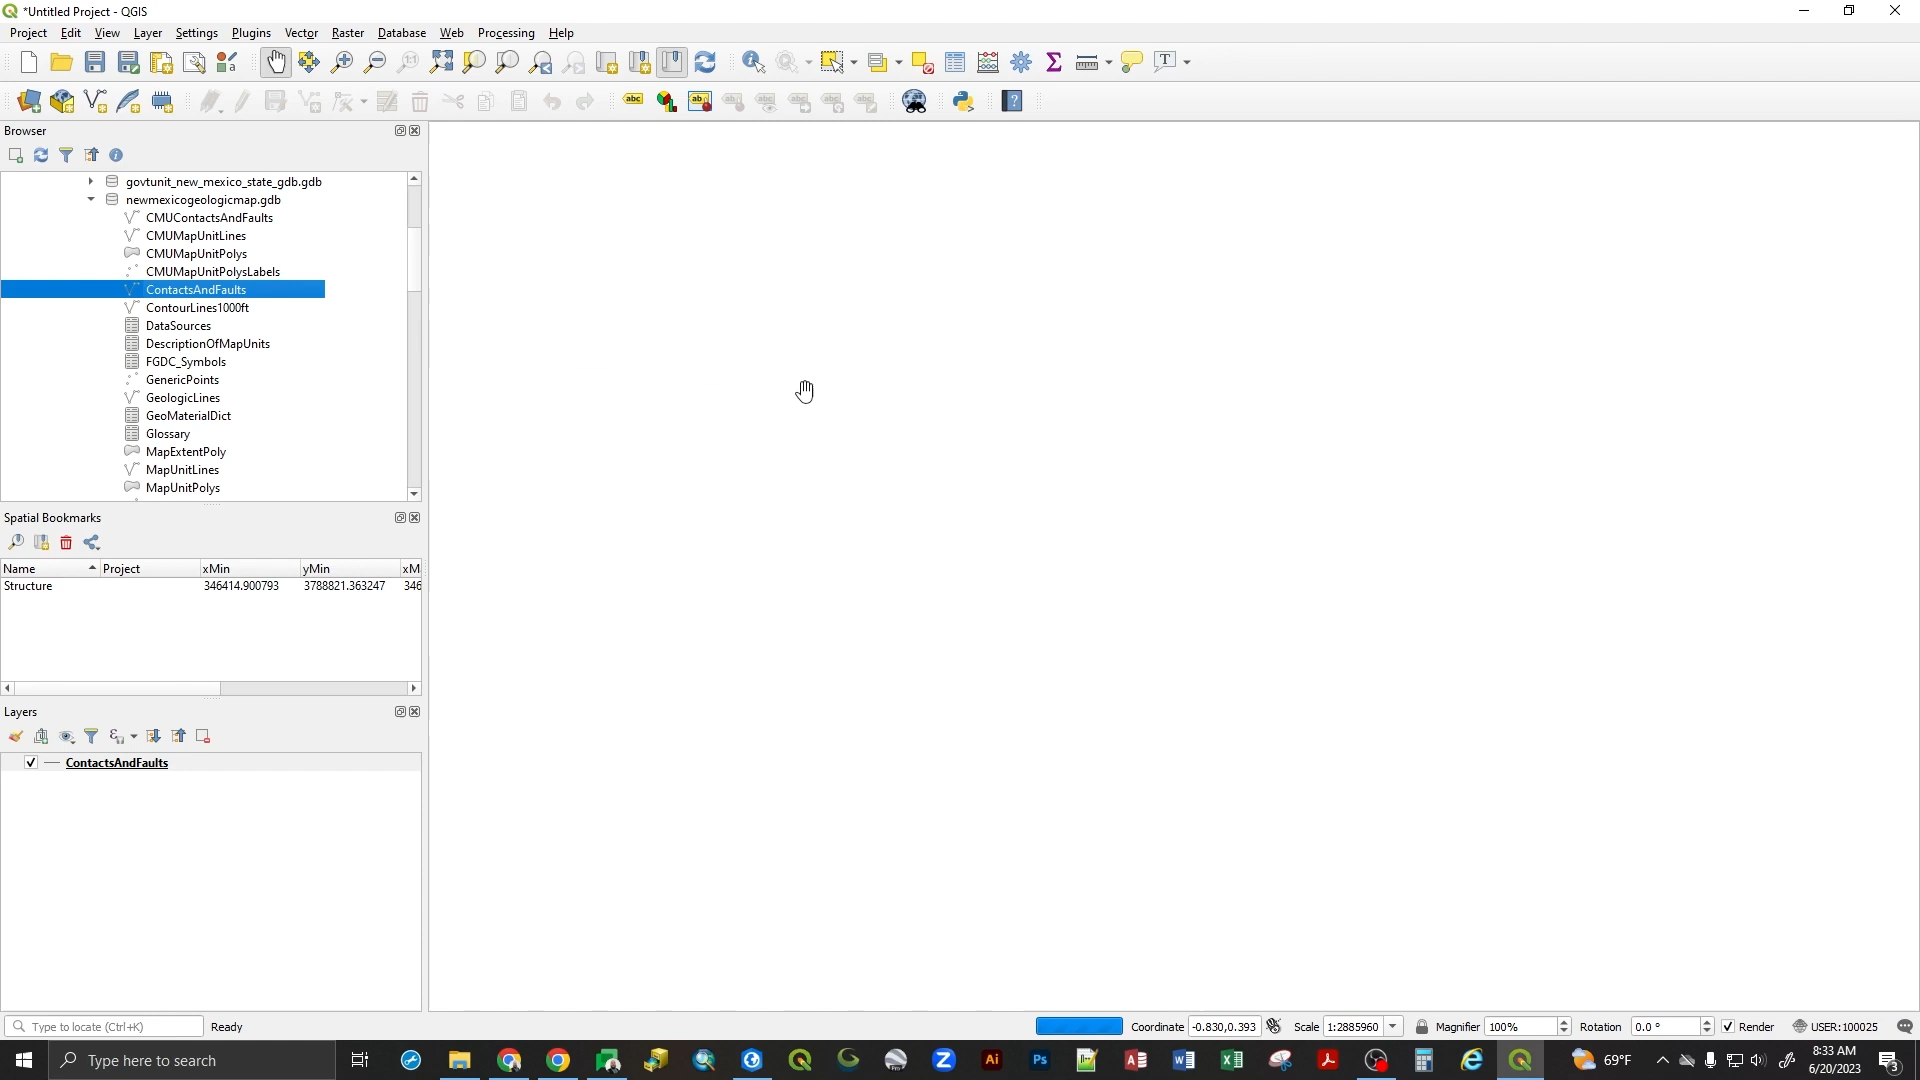 *Untitled Project - QGIS
Project Edit View Layer Settings Plugins Vector Raster Database Web Processing Help
Browser
govtunit_new_mexico_state_gdb.gdb
newmexicogeologicmap.gdb
CMUContactsAndFaults
CMUMapUnitLines
CMUMapUnitPolys
CMUMapUnitPolysLabels
ContactsAndFaults
ContourLines1000ft
DataSources
DescriptionOfMapUnits
FGDC_Symbols
GenericPoints
GeologicLines
GeoMaterialDict
Glossary
MapExtentPoly
MapUnitLines
MapUnitPolys
Spatial Bookmarks
Name Project xMin yMin xM
Structure 346414.900793 3788821.363247 346
Layers
ContactsAndFaults
Type to locate (Ctrl+K) Ready Coordinate -0.830,0.393 Scale 1:2885960 Magnifier 100% Rotation 0.0 ° Render USER:100025
Type here to search 69°F 8:33 AM
6/20/2023 3